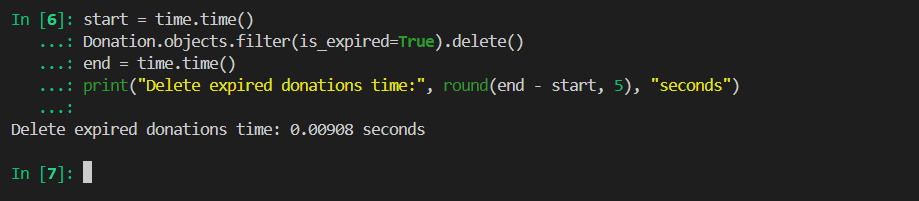 In [6]: start = time.time()
   ...: Donation.objects.filter(is_expired=True).delete()
   ...: end = time.time()
   ...: print("Delete expired donations time:", round(end - start, 5), "seconds")
   ...:
Delete expired donations time: 0.00908 seconds
In [7]: